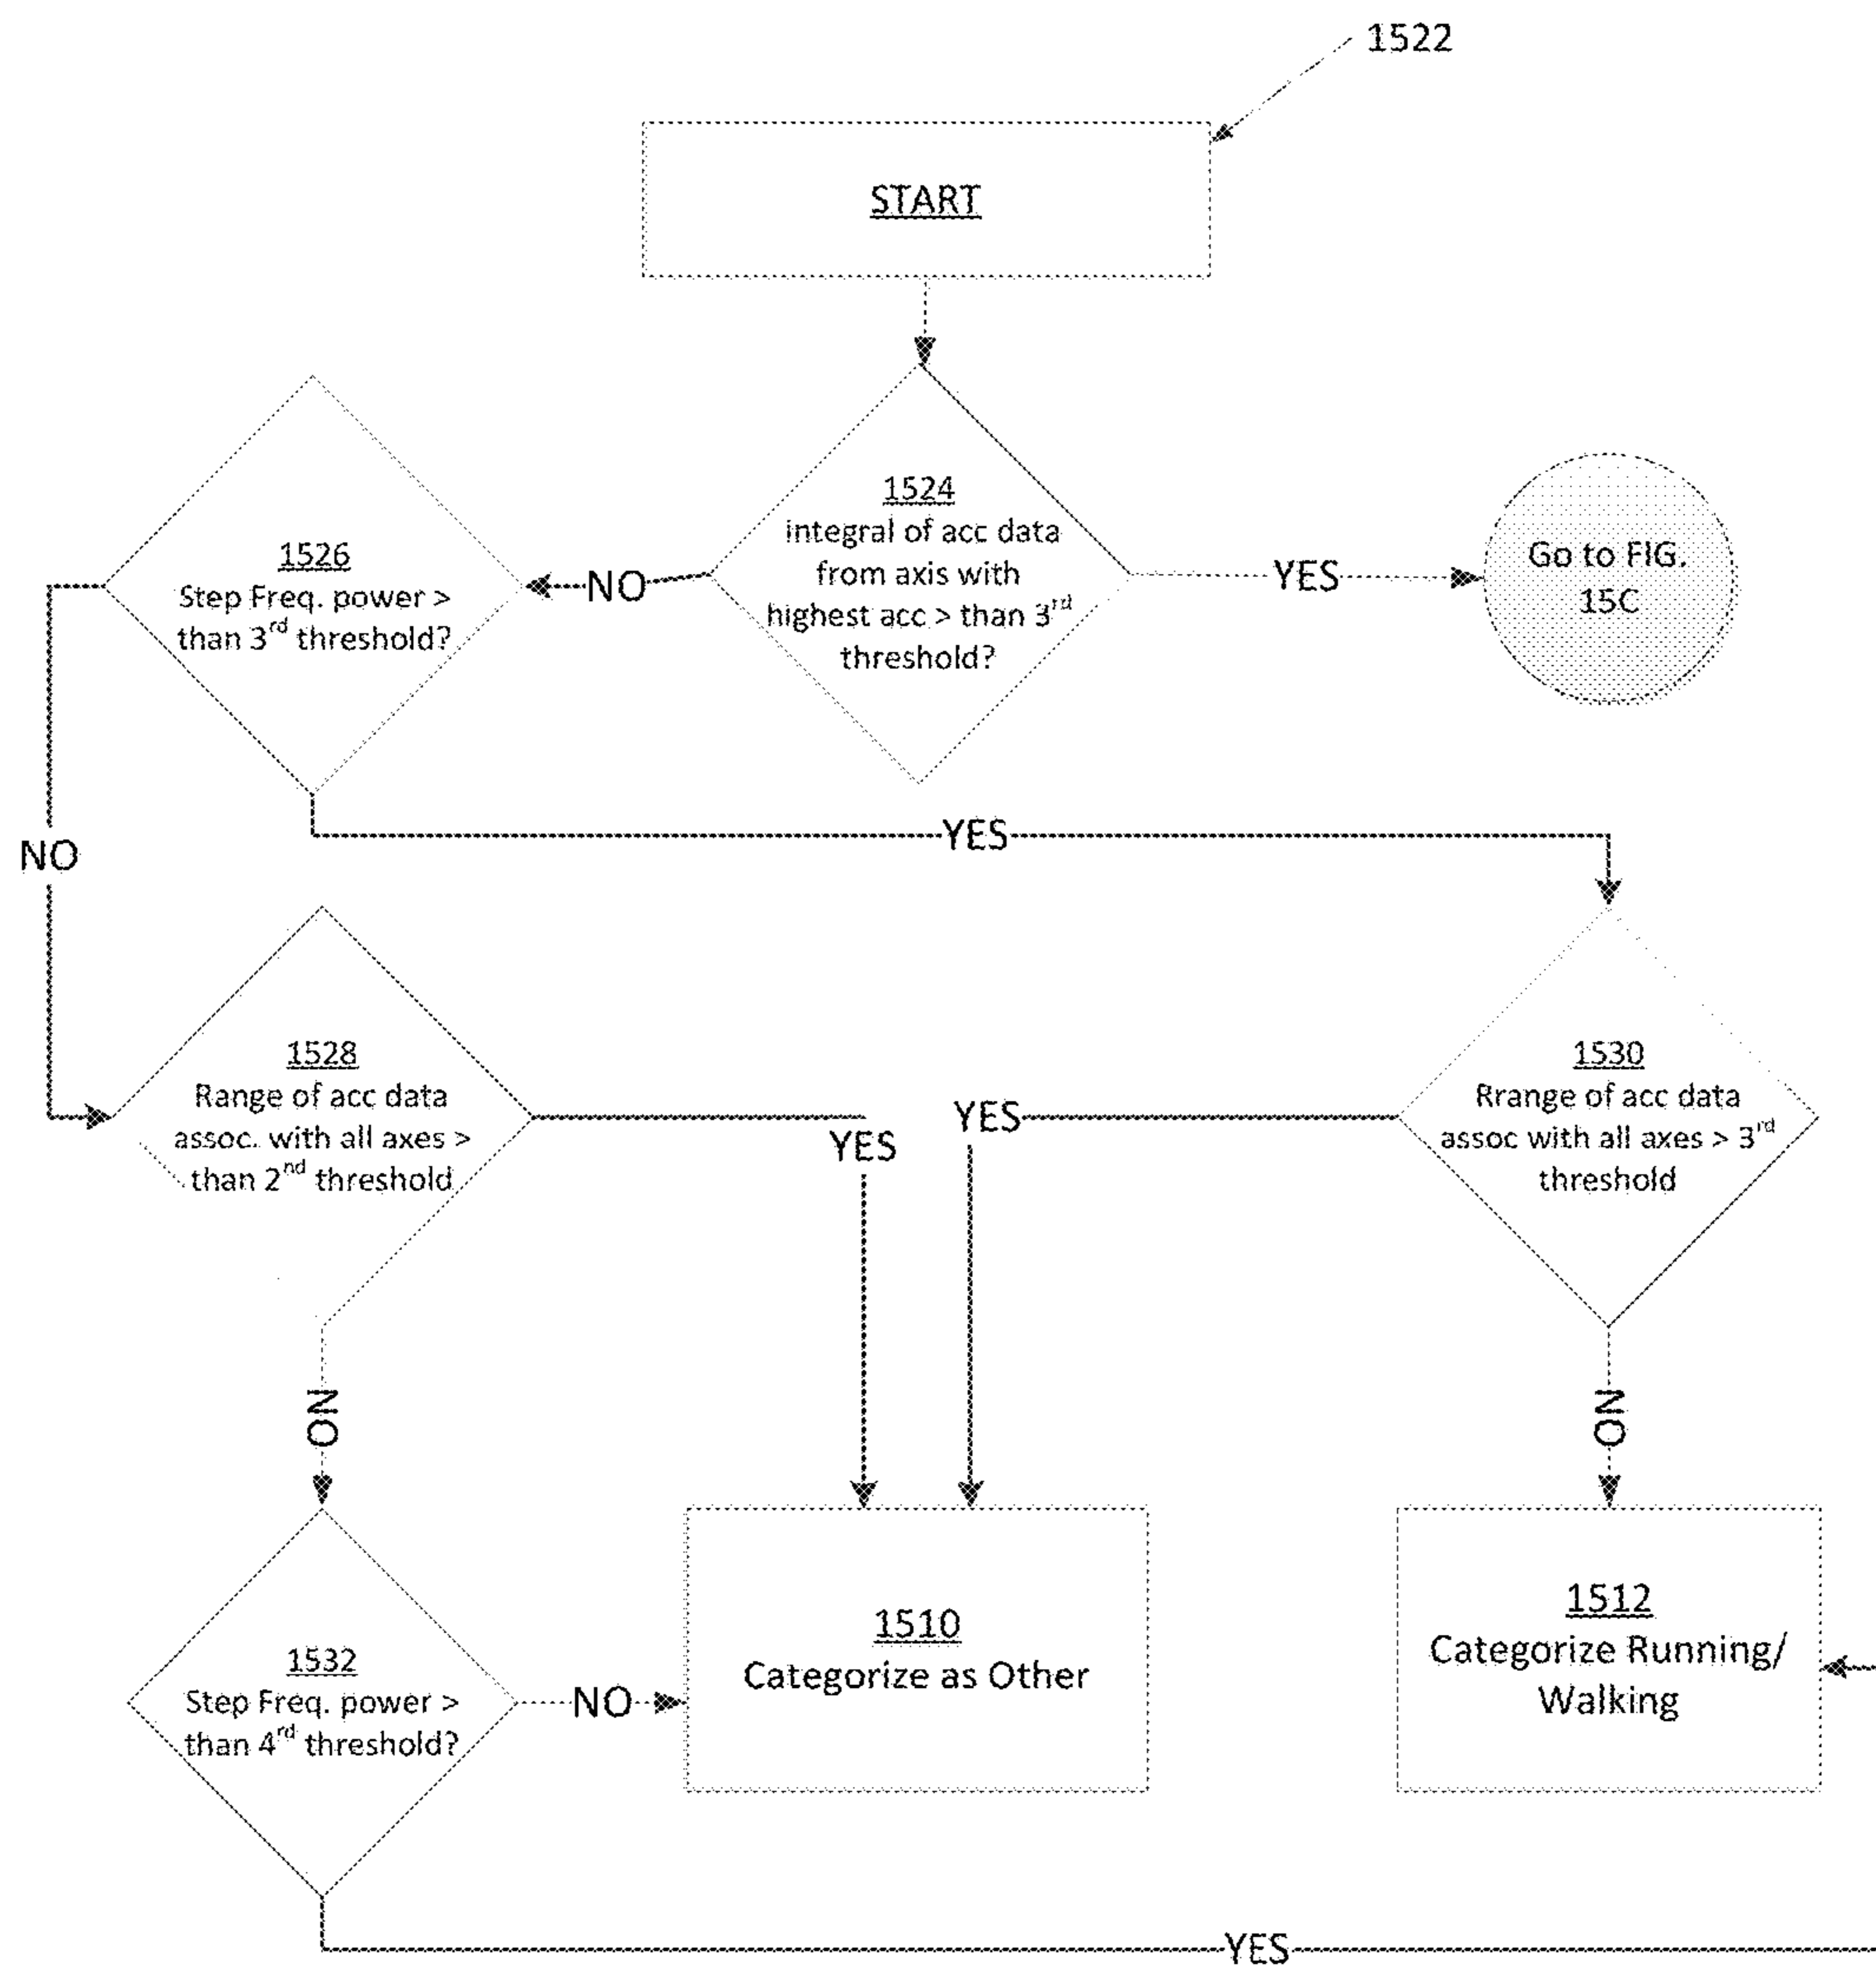 1522
START
1524
integral of acc data
from axis with
highest acc > than 3rd
threshold?
1526
Step Freq. power >
than 3rd threshold?
NO
YES
Go to FIG.
15C
YES
NO
1528
Range of acc data
assoc. with all axes >
than 2nd threshold
YES
YES
1530
Rrange of acc data
assoc with all axes > 3rd
threshold
NO
NO
1532
Step Freq. power >
than 4rd threshold?
NO
1510
Categorize as Other
1512
Categorize Running/
Walking
YES